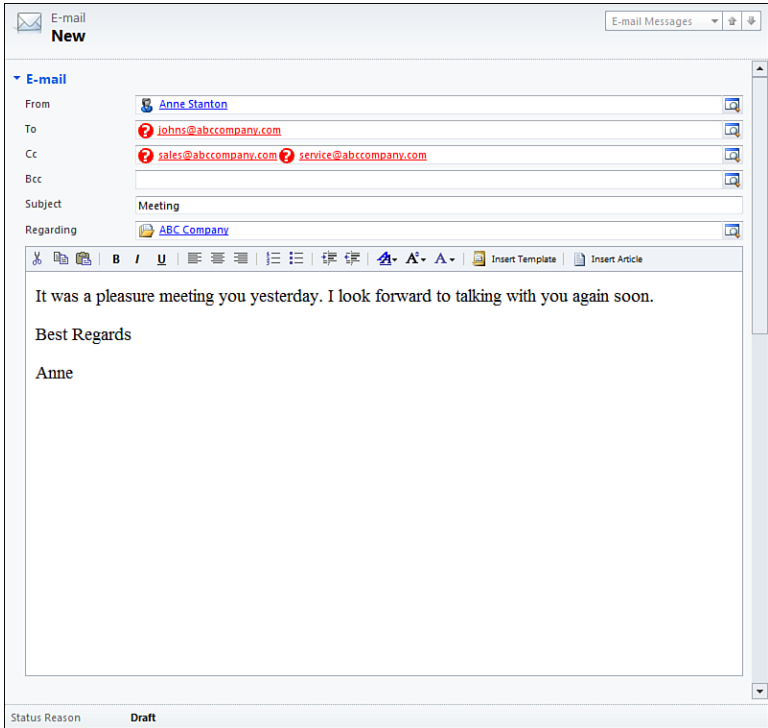 E-mail
New
E-mail Messages
E-mail
From Anne Stanton
To ? johns@abccompany.com
Cc ? sales@abccompany.com ? service@abccompany.com
Bcc
Subject Meeting
Regarding ABC Company
B I U A A A Insert Template Insert Article
It was a pleasure meeting you yesterday. I look forward to talking with you again soon.
Best Regards
Anne
Status Reason Draft